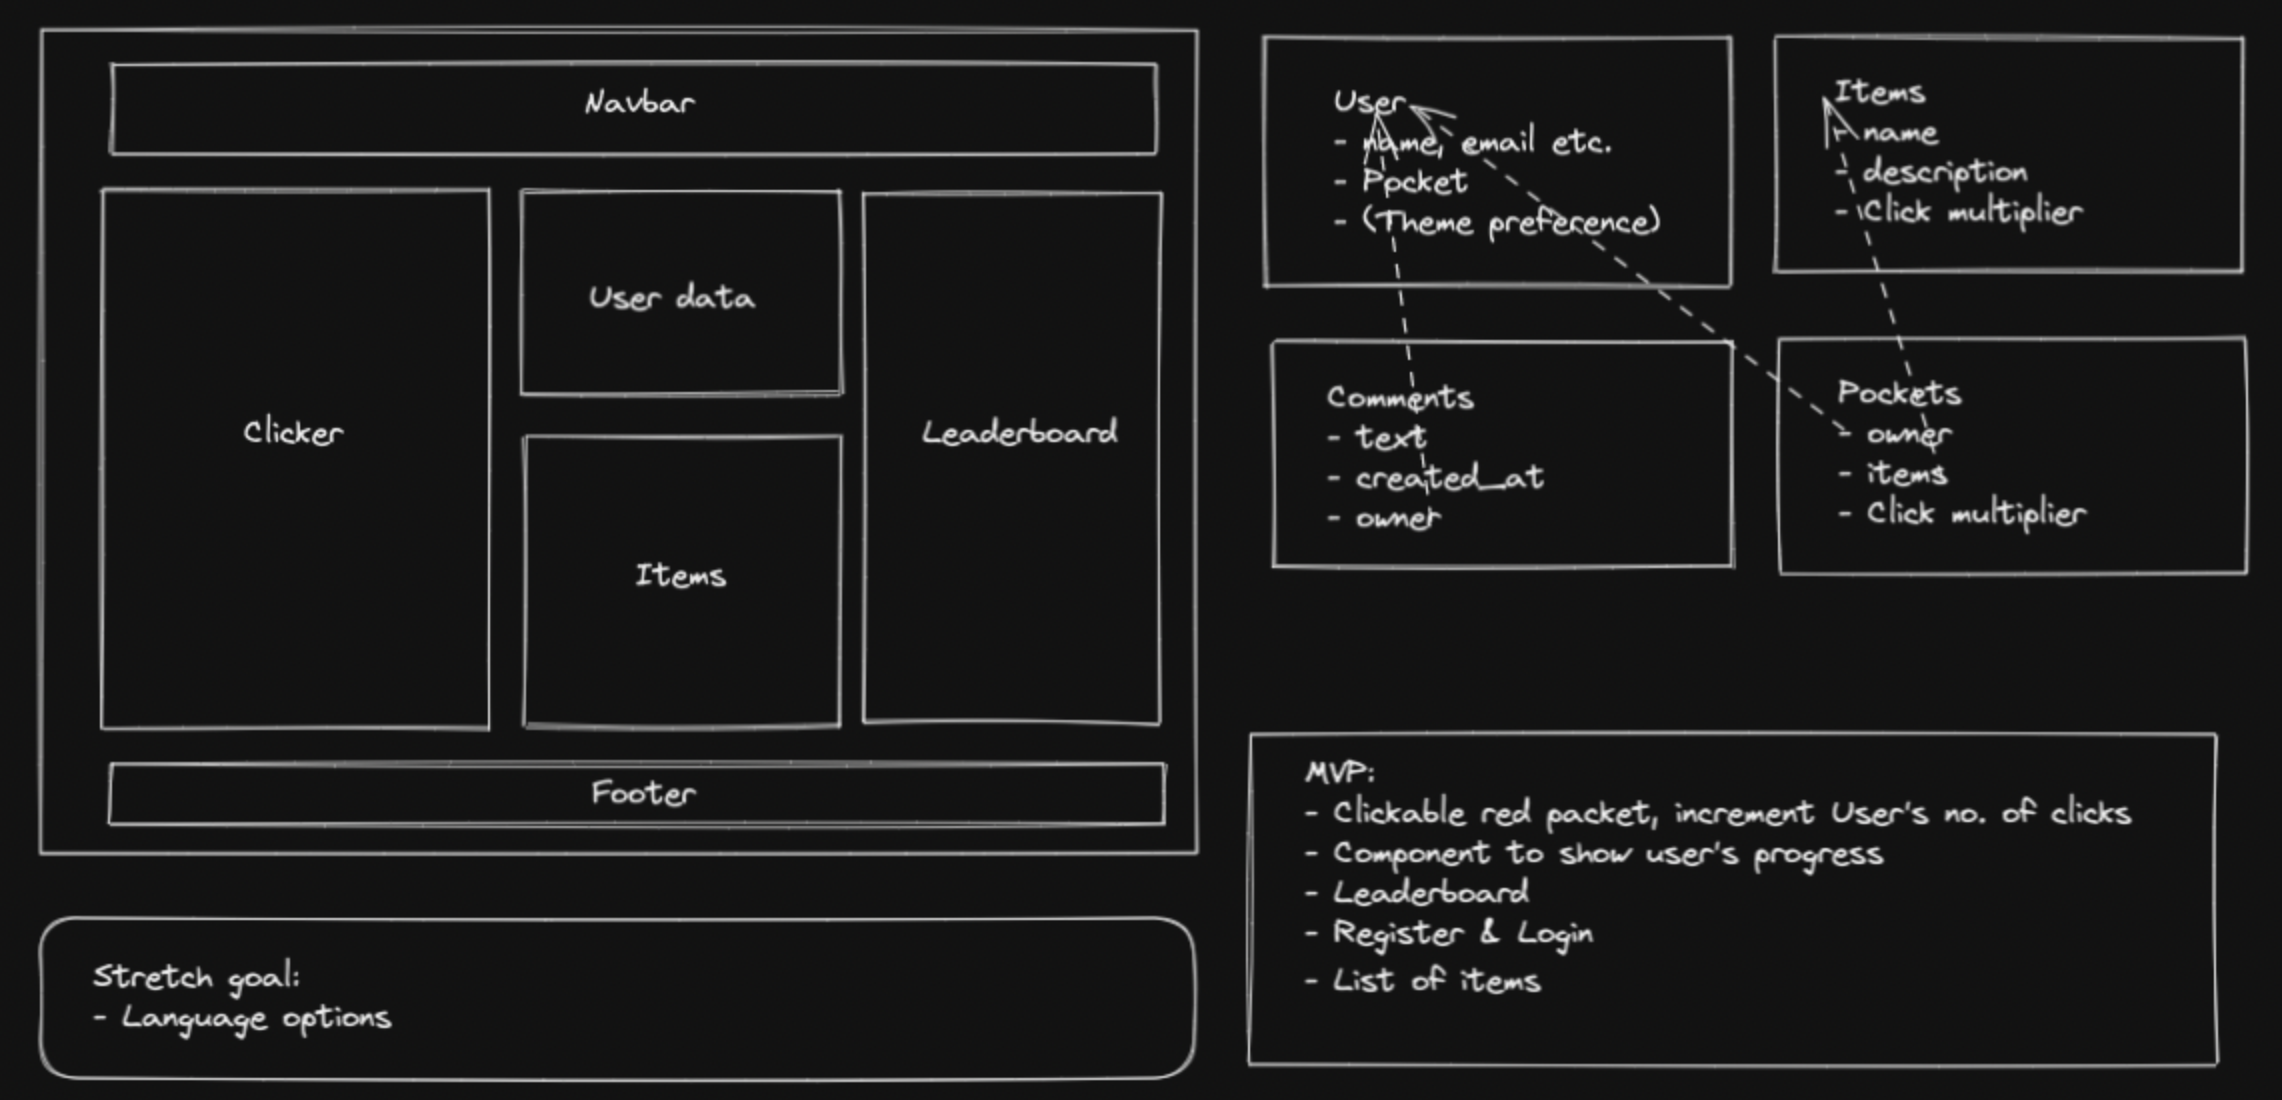 Navbar
Clicker
User data
Items
Leaderboard
Footer
Stretch goal:
- Language options
User
- name, email etc.
- Pocket
- (Theme preference)
Items
- name
- description
- Click multiplier
Comments
- text
- created_at
- owner
Pockets
- owner
- items
- Click multiplier
MVP:
- Clickable red packet, increment User's no. of clicks
- Component to show user's progress
- Leaderboard
- Register & Login
- List of items